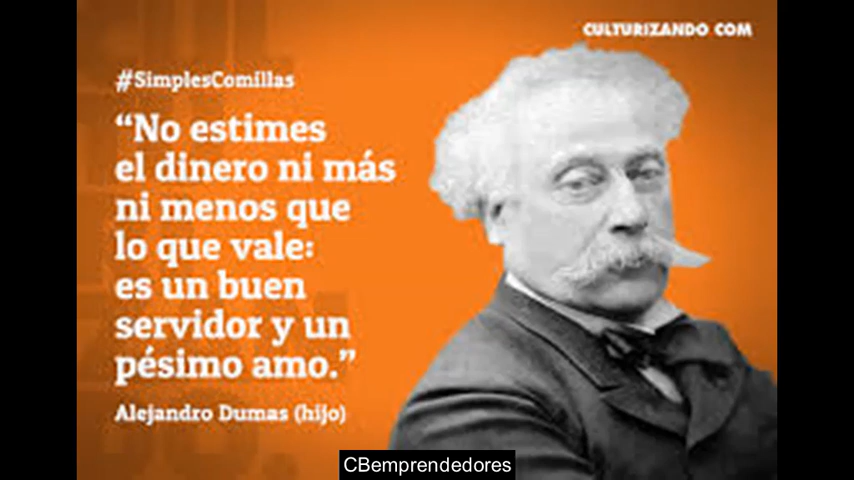 CULTURIZANDO.COM
#SimplesComillas
“No estimes
el dinero ni más
ni menos que
lo que vale:
es un buen
servidor y un
pésimo amo.”
Alejandro Dumas (hijo)
CBemprendedores